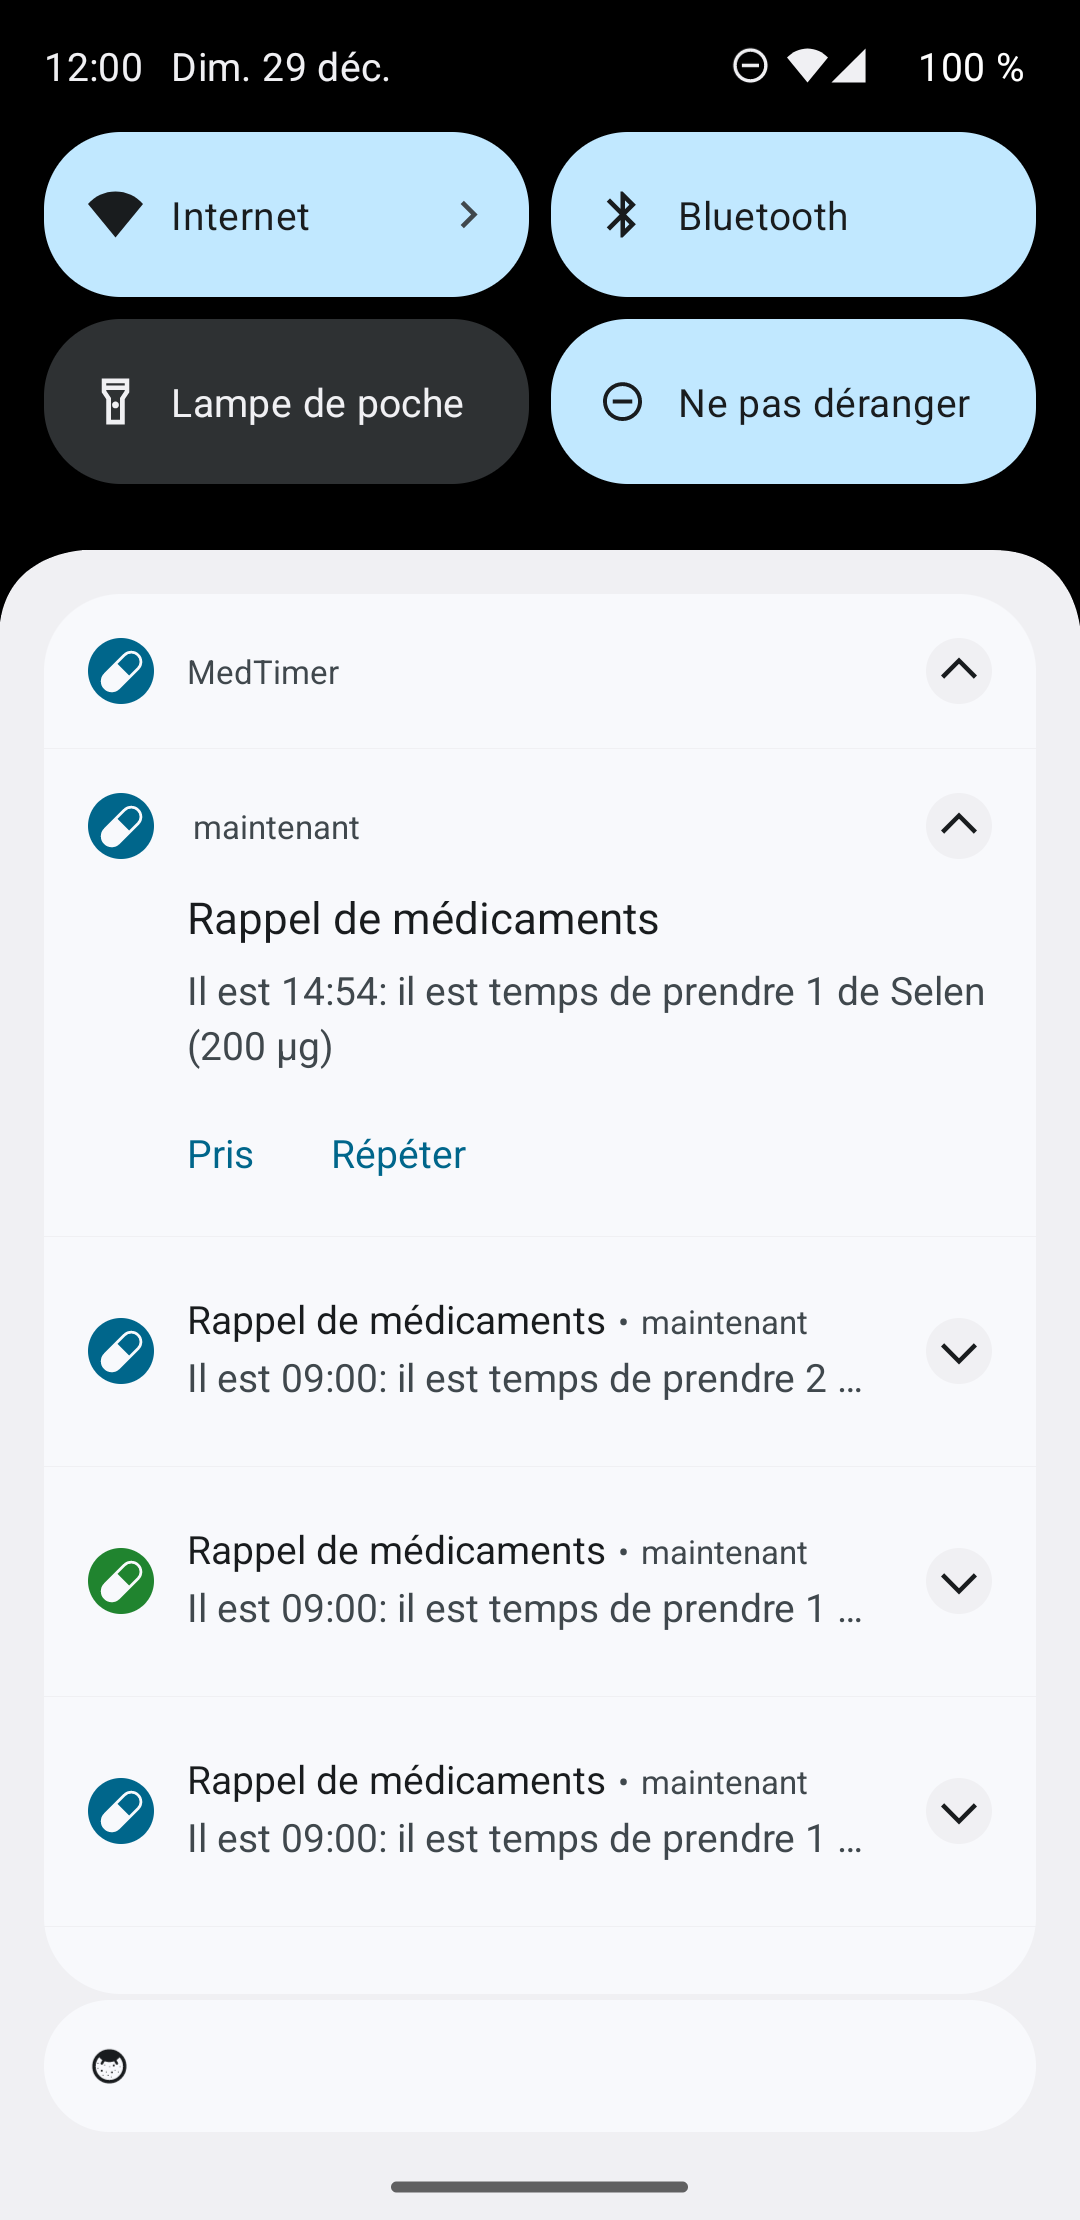 12:00 Dim. 29 déc. 100 %
Internet
Bluetooth
Lampe de poche
Ne pas déranger
MedTimer
maintenant
Rappel de médicaments
Il est 14:54: il est temps de prendre 1 de Selen
(200 µg)
Pris Répéter
Rappel de médicaments • maintenant
Il est 09:00: il est temps de prendre 2 …
Rappel de médicaments • maintenant
Il est 09:00: il est temps de prendre 1 …
Rappel de médicaments • maintenant
Il est 09:00: il est temps de prendre 1 …